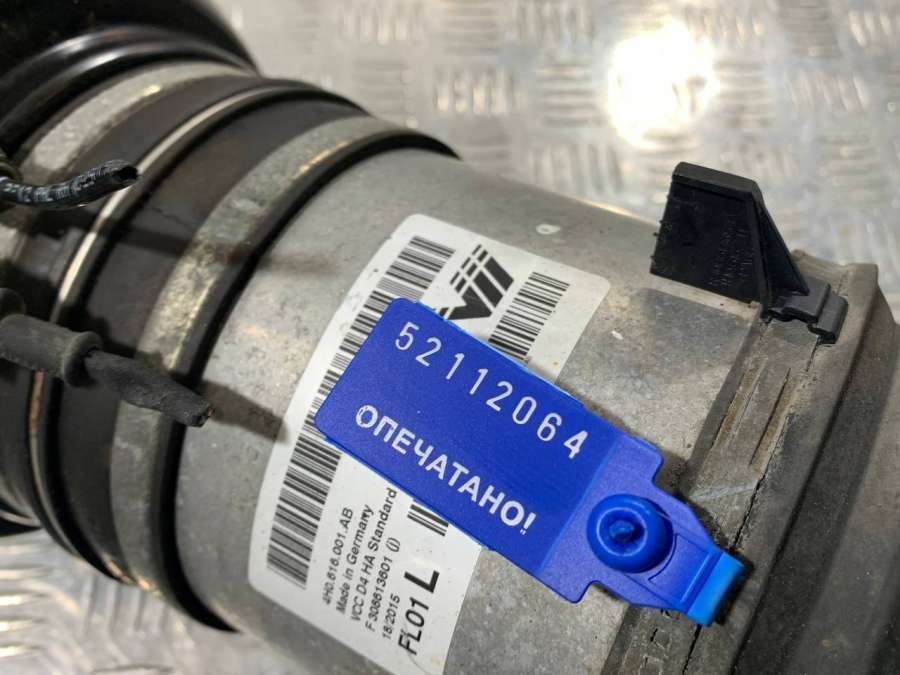 52112064
ОПЕЧАТАНО!
4H0.616.001.AB
Made in Germany
VCC D4 HA Standard
F 308613601 (j)
18/2015
FL01 L